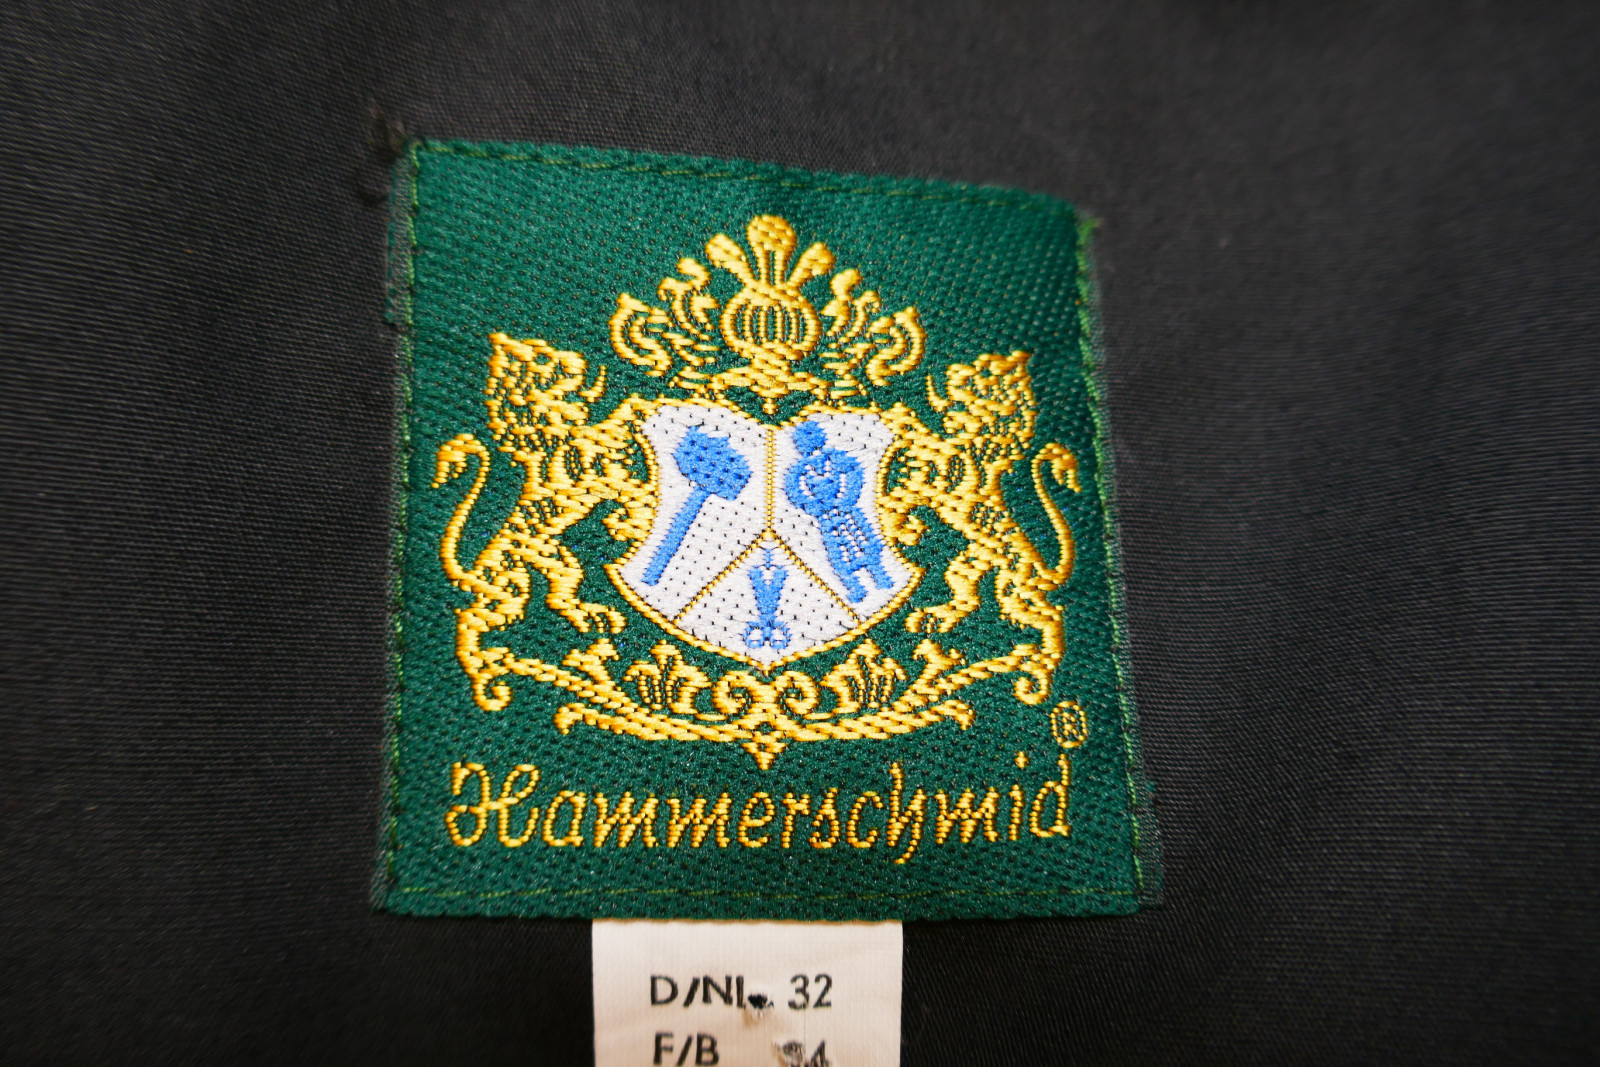 ®
Hammerschmid
D/NL 32
F/B 34